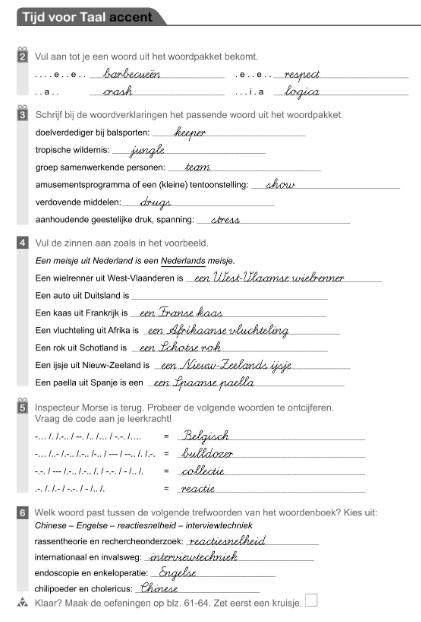 Tijd voor Taal accent
2 Vul aan tot je een woord uit het woordpakket bekomt.
. . . . e . . e . . barbecueën . e . . e . . respect
. . a . . crash . . . i . a logica
3 Schrijf bij de woordverklaringen het passende woord uit het woordpakket.
doelverdediger bij balsporten: keeper
tropische wildernis: jungle
groep samenwerkende personen: team
amusementsprogramma of een (kleine) tentoonstelling: show
verdovende middelen: drugs
aanhoudende geestelijke druk, spanning: stress
4 Vul de zinnen aan zoals in het voorbeeld.
Een meisje uit Nederland is een Nederlands meisje.
Een wielrenner uit West-Vlaanderen is een West-Vlaamse wielrenner
Een auto uit Duitsland is
Een kaas uit Frankrijk is een Franse kaas
Een vluchteling uit Afrika is een Afrikaanse vluchteling
Een rok uit Schotland is een Schotse rok
Een ijsje uit Nieuw-Zeeland is een Nieuw-Zeelands ijsje
Een paella uit Spanje is een Spaanse paella
5 Inspecteur Morse is terug. Probeer de volgende woorden te ontcijferen.
Vraag de code aan je leerkracht!
-... /. /.-.. / --. /.. /... / -.-. /.... = Belgisch
-... /..- /.-.. /.-.. /-.. / --- / --.. /. /.-. = bulldozer
-.-. / --- /.-.. /.-.. /. / -.-. / - /.. /. = collectie
.-. /. /.- / -.-. / - /.. /. = reactie
6 Welk woord past tussen de volgende trefwoorden van het woordenboek? Kies uit:
Chinese – Engelse – reactiesnelheid – interviewtechniek
rassentheorie en rechercheonderzoek: reactiesnelheid
internationaal en invalsweg: interviewtechniek
endoscopie en enkeloperatie: Engelse
chilipoeder en cholericus: Chinese
Klaar? Maak de oefeningen op blz. 61-64. Zet eerst een kruisje.